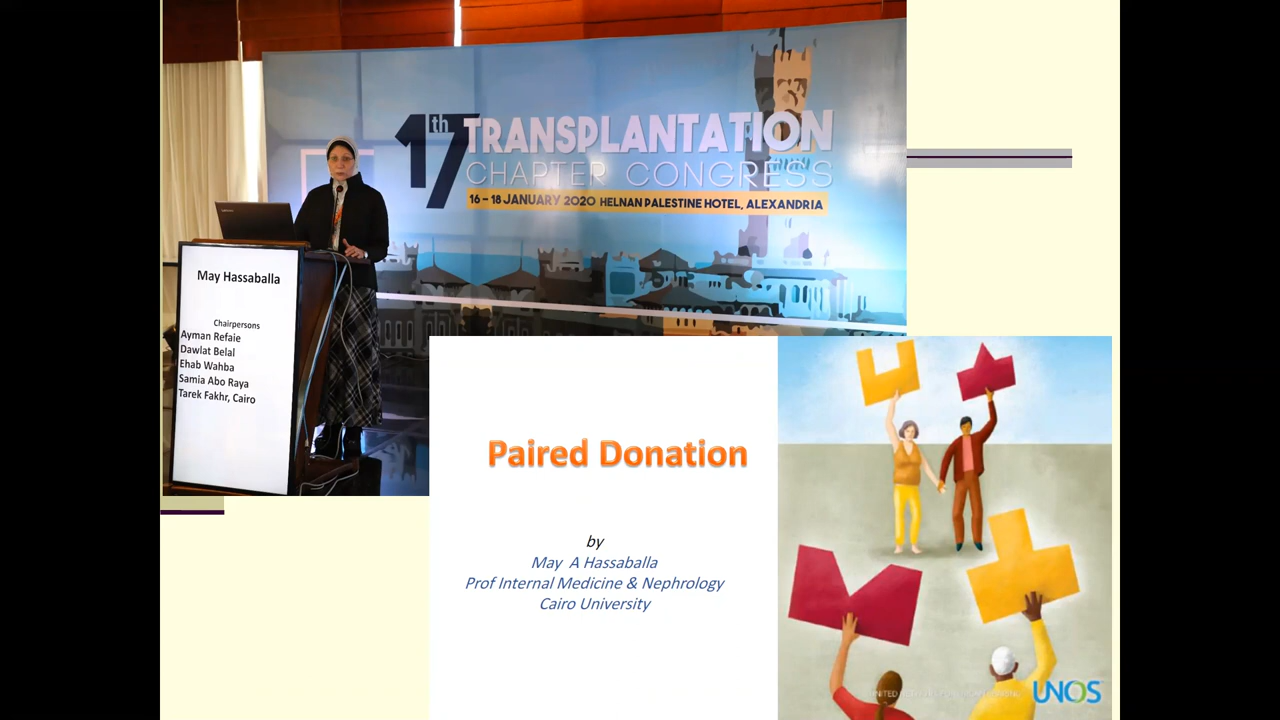 17th TRANSPLANTATION
CHAPTER CONGRESS
16 – 18 JANUARY 2020 HELNAN PALESTINE HOTEL, ALEXANDRIA
May Hassaballa
Chairpersons
Ayman Refaie
Dawlat Belal
Ehab Wahba
Samia Abo Raya
Tarek Fakhr, Cairo
Paired Donation
by
May A Hassaballa
Prof Internal Medicine & Nephrology
Cairo University
UNOS